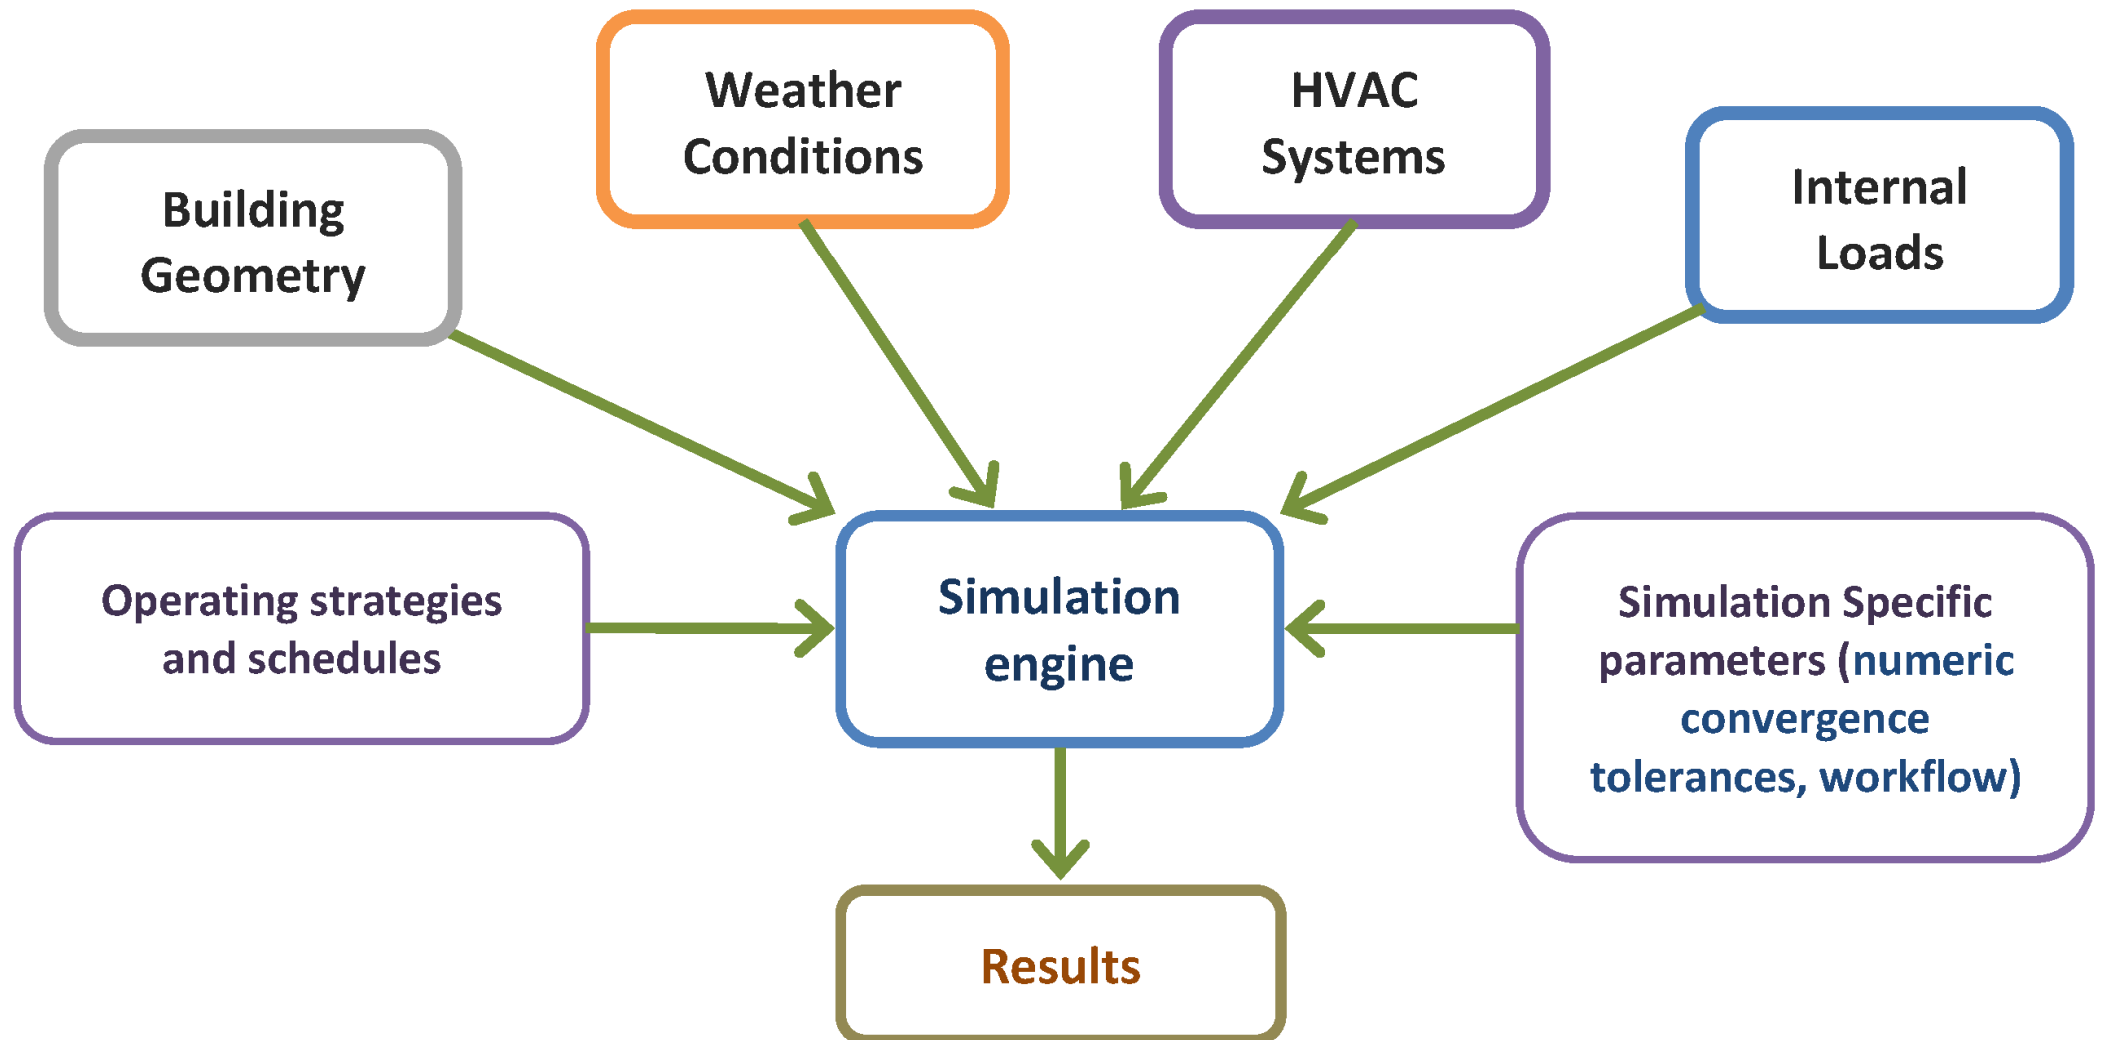 Weather
Conditions
HVAC
Systems
Building
Geometry
Internal
Loads
Operating strategies
and schedules
Simulation
engine
Simulation Specific
parameters (numeric
convergence
tolerances, workflow)
Results